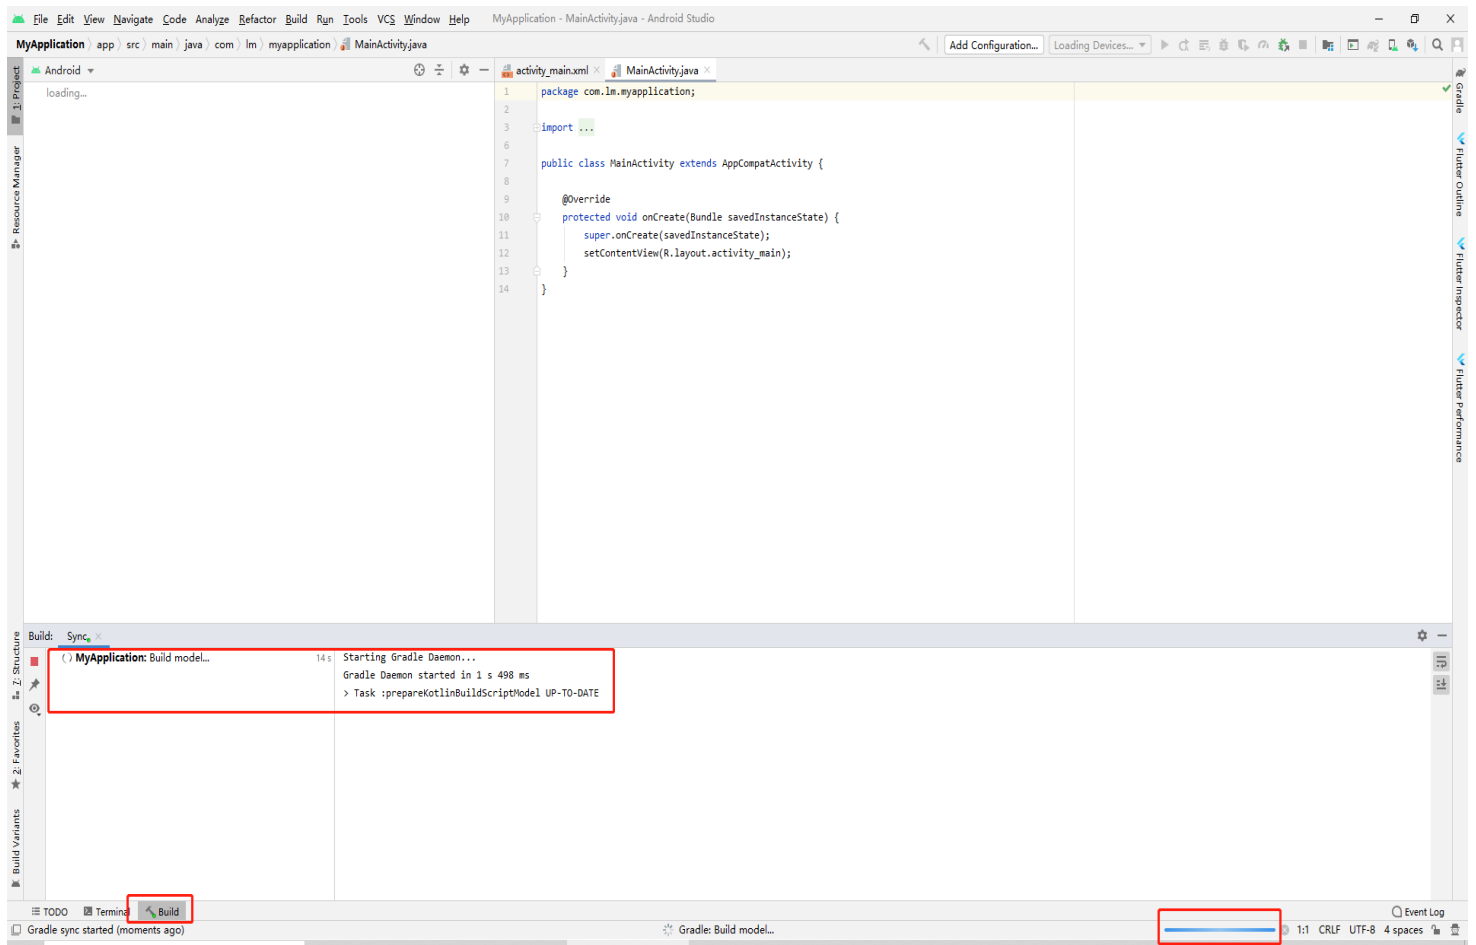 File Edit View Navigate Code Analyze Refactor Build Run Tools VCS Window Help MyApplication - MainActivity.java - Android Studio
MyApplication app src main java com lm myapplication MainActivity.java Add Configuration... Loading Devices...
Android
activity_main.xml MainActivity.java
loading...
1: Project
Resource Manager
1 package com.lm.myapplication;
2
3 import ...
6
7 public class MainActivity extends AppCompatActivity {
8
9 @Override
10 protected void onCreate(Bundle savedInstanceState) {
11 super.onCreate(savedInstanceState);
12 setContentView(R.layout.activity_main);
13 }
14 }
Gradle
Flutter Outline
Flutter Inspector
Flutter Performance
7: Structure
2: Favorites
Build Variants
Build: Sync
MyApplication: Build model... 14 s
Starting Gradle Daemon...
Gradle Daemon started in 1 s 498 ms
> Task :prepareKotlinBuildScriptModel UP-TO-DATE
TODO Terminal Build Event Log
Gradle sync started (moments ago) Gradle: Build model... 1:1 CRLF UTF-8 4 spaces